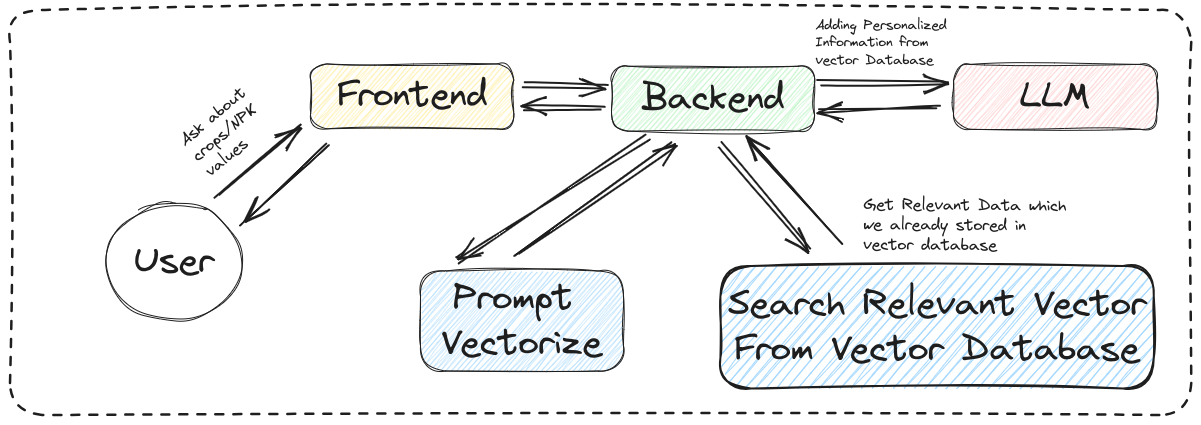 Adding Personalized
Information from
vector Database
Frontend
Backend
LLM
Ask about
crops/NPK
values
User
Get Relevant Data which
we already stored in
vector database
Prompt
Vectorize
Search Relevant Vector
From Vector Database